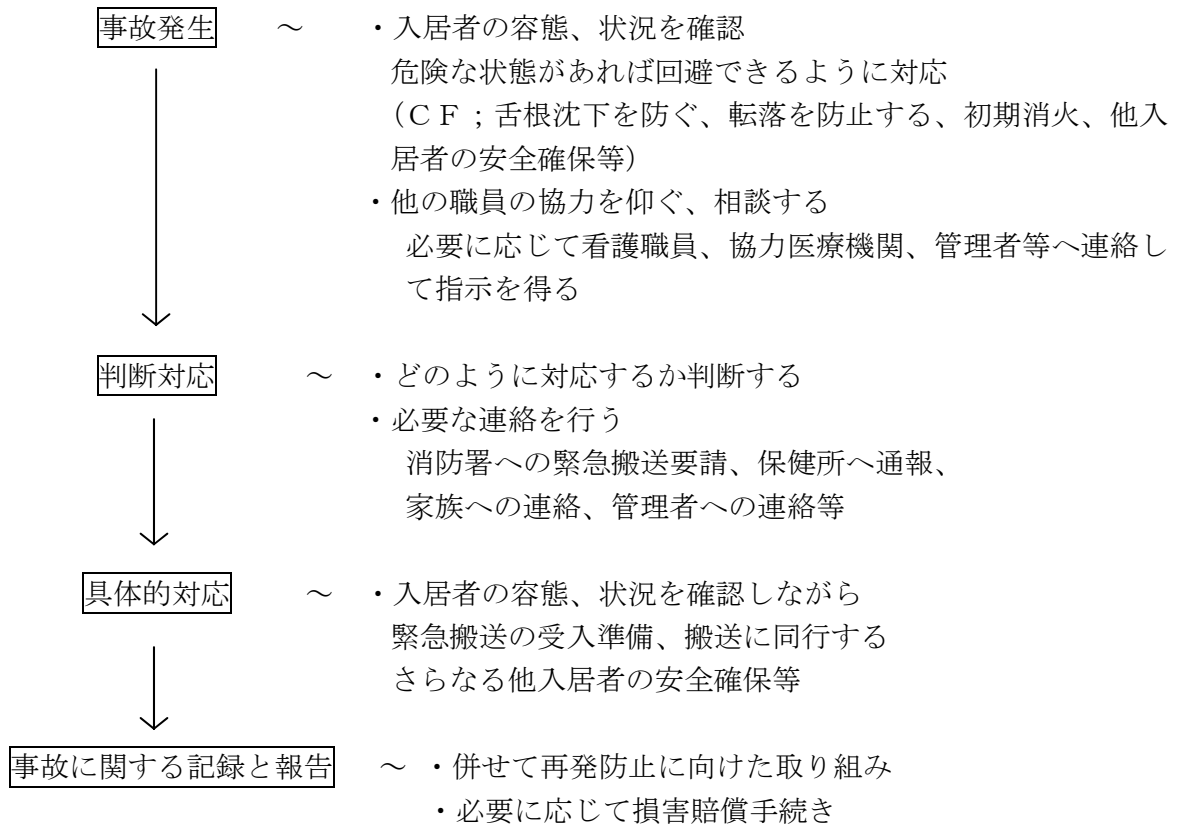 事故発生 ～ ・入居者の容態、状況を確認
危険な状態があれば回避できるように対応
（ＣＦ；舌根沈下を防ぐ、転落を防止する、初期消火、他入
居者の安全確保等）
・他の職員の協力を仰ぐ、相談する
必要に応じて看護職員、協力医療機関、管理者等へ連絡し
て指示を得る
判断対応 ～ ・どのように対応するか判断する
・必要な連絡を行う
消防署への緊急搬送要請、保健所へ通報、
家族への連絡、管理者への連絡等
具体的対応 ～ ・入居者の容態、状況を確認しながら
緊急搬送の受入準備、搬送に同行する
さらなる他入居者の安全確保等
事故に関する記録と報告 ～ ・併せて再発防止に向けた取り組み
・必要に応じて損害賠償手続き